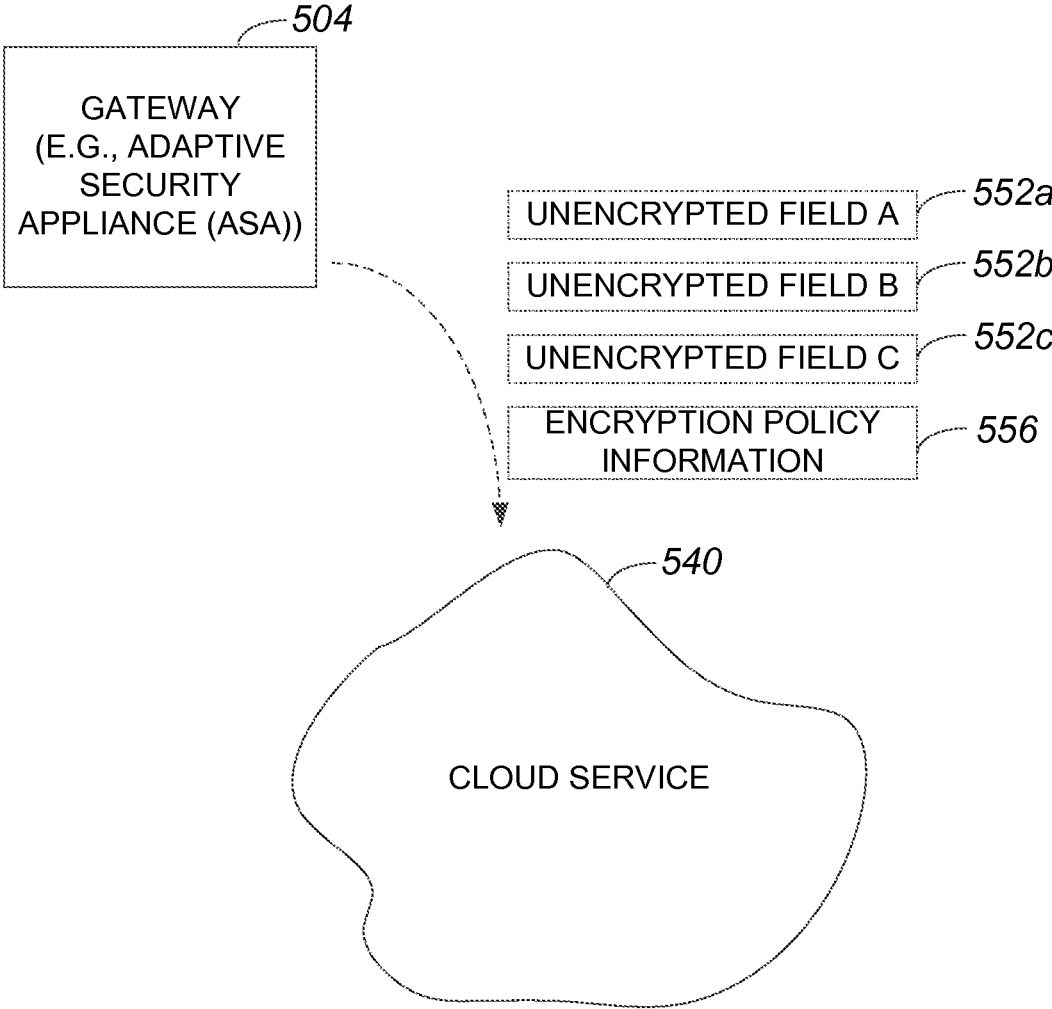 504
GATEWAY
(E.G., ADAPTIVE
SECURITY
APPLIANCE (ASA))
UNENCRYPTED FIELD A
552a
UNENCRYPTED FIELD B
552b
UNENCRYPTED FIELD C
552c
ENCRYPTION POLICY
INFORMATION
556
540
CLOUD SERVICE